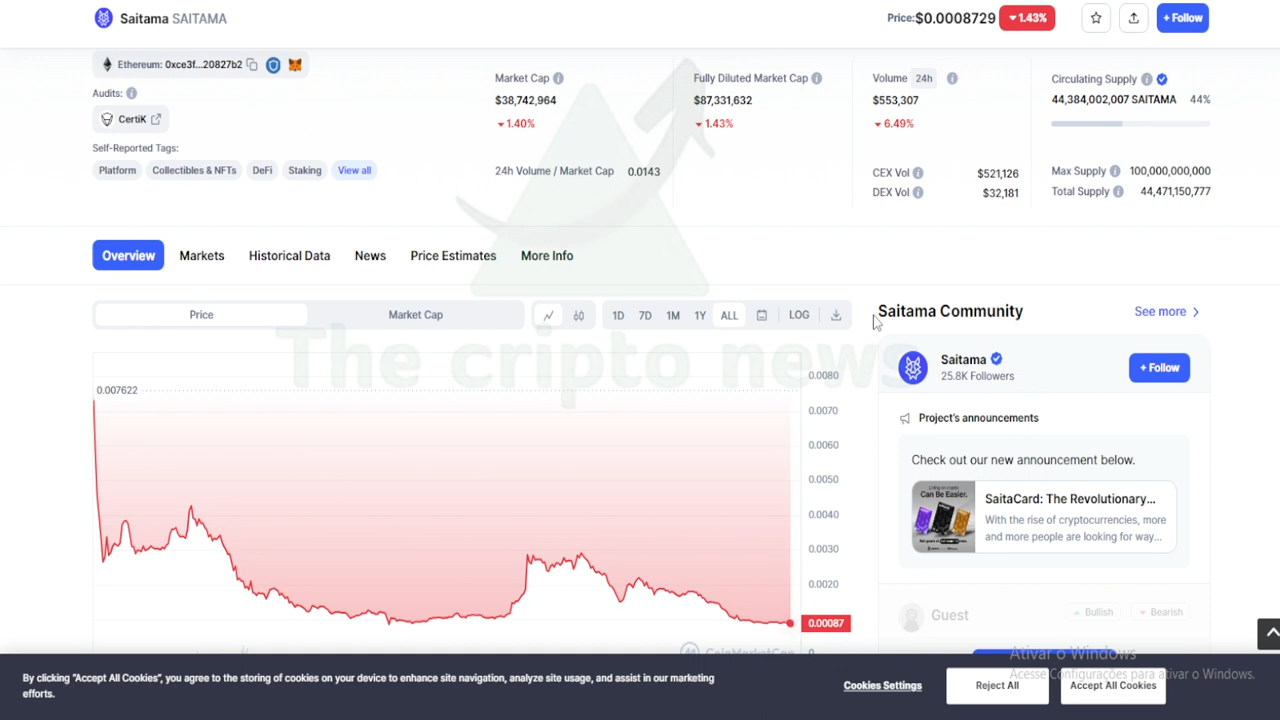 Saitama SAITAMA
Price:$0.0008729 1.43%
+ Follow
Ethereum: 0xce3f...20827b2
Audits:
CertiK
Self-Reported Tags:
Platform Collectibles & NFTs DeFi Staking View all
Market Cap
$38,742,964
1.40%
24h Volume / Market Cap 0.0143
Fully Diluted Market Cap
$87,331,632
1.43%
Volume 24h
$553,307
6.49%
CEX Vol $521,126
DEX Vol $32,181
Circulating Supply
44,384,002,007 SAITAMA 44%
Max Supply 100,000,000,000
Total Supply 44,471,150,777
Overview Markets Historical Data News Price Estimates More Info
Price Market Cap
1D 7D 1M 1Y ALL LOG
The cripto news
0.007622
0.0080
0.0070
0.0060
0.0050
0.0040
0.0030
0.0020
0.00087
0
CoinMarketCap
Saitama Community
See more
Saitama
25.8K Followers
+ Follow
Project's announcements
Check out our new announcement below.
Can Be Easier.
SaitaCard: The Revolutionary...
With the rise of cryptocurrencies, more
and more people are looking for way...
Guest
Bullish Bearish
Ativar o Windows
Acesse Configurações para ativar o Windows.
By clicking “Accept All Cookies”, you agree to the storing of cookies on your device to enhance site navigation, analyze site usage, and assist in our marketing
efforts.
Cookies Settings
Reject All
Accept All Cookies